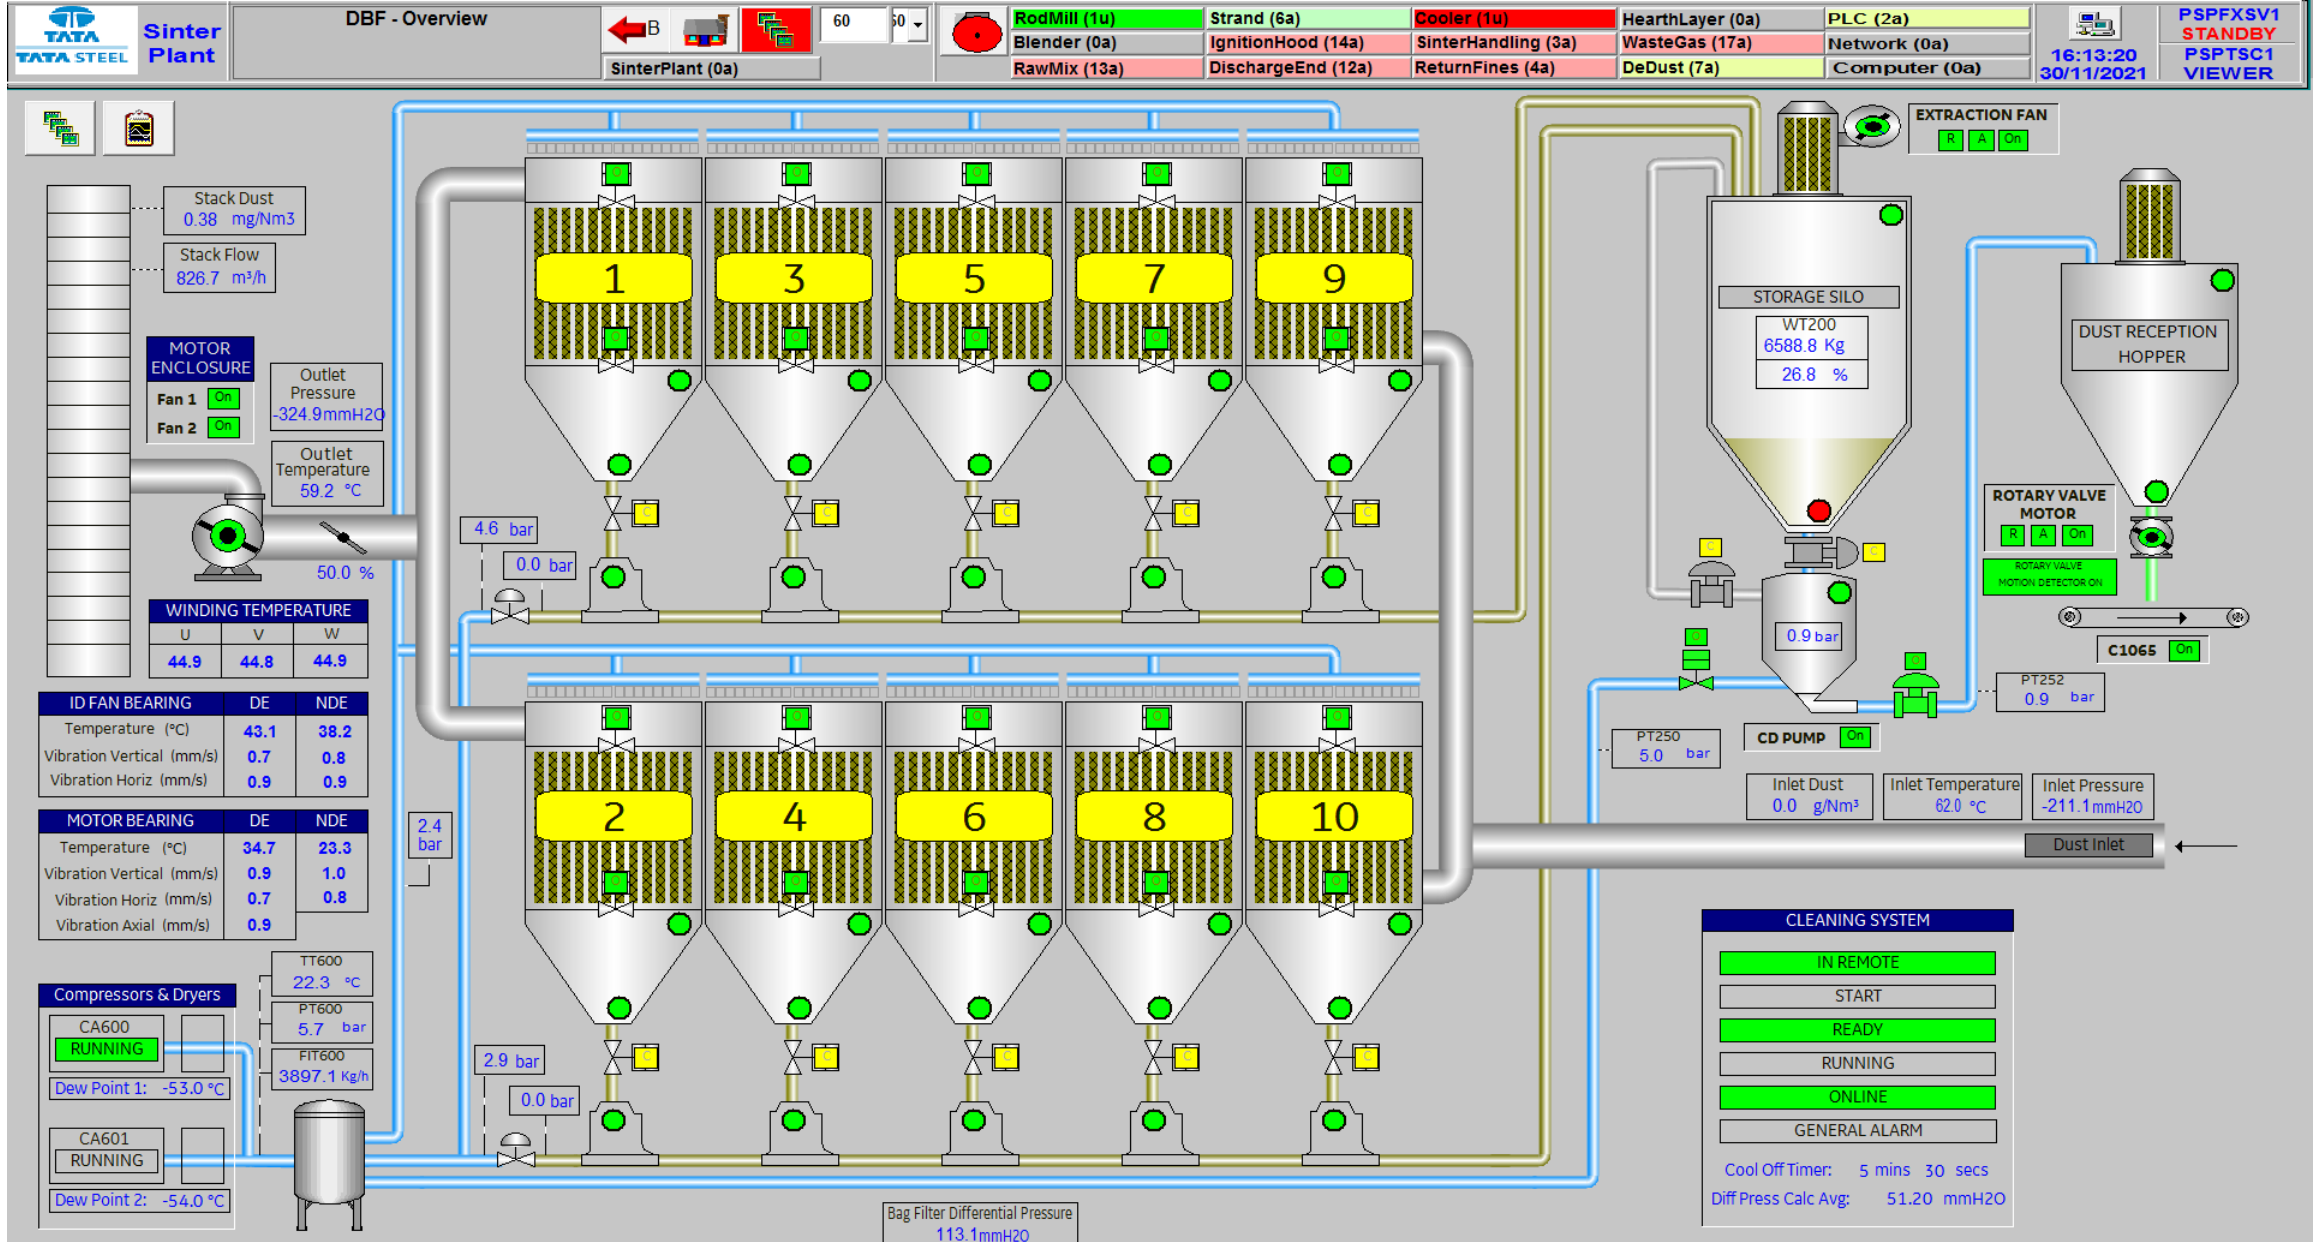 TATA
TATA STEEL
Sinter
Plant
DBF - Overview
B
60
50
SinterPlant (0a)
RodMill (1u)
Strand (6a)
Cooler (1u)
HearthLayer (0a)
PLC (2a)
Blender (0a)
IgnitionHood (14a)
SinterHandling (3a)
WasteGas (17a)
Network (0a)
RawMix (13a)
DischargeEnd (12a)
ReturnFines (4a)
DeDust (7a)
Computer (0a)
16:13:20
30/11/2021
PSPFXSV1
STANDBY
PSPTSC1
VIEWER
Stack Dust
0.38 mg/Nm3
Stack Flow
826.7 m³/h
MOTOR
ENCLOSURE
Fan 1 On
Fan 2 On
Outlet
Pressure
-324.9mmH2O
Outlet
Temperature
59.2 °C
50.0 %
WINDING TEMPERATURE
U V W
44.9 44.8 44.9
ID FAN BEARING DE NDE
Temperature (°C) 43.1 38.2
Vibration Vertical (mm/s) 0.7 0.8
Vibration Horiz (mm/s) 0.9 0.9
MOTOR BEARING DE NDE
Temperature (°C) 34.7 23.3
Vibration Vertical (mm/s) 0.9 1.0
Vibration Horiz (mm/s) 0.7 0.8
Vibration Axial (mm/s) 0.9
2.4
bar
Compressors & Dryers
CA600
RUNNING
Dew Point 1: -53.0 °C
CA601
RUNNING
Dew Point 2: -54.0 °C
TT600
22.3 °C
PT600
5.7 bar
FIT600
3897.1 Kg/h
O O O O O
1 3 5 7 9
O O O O O
C C C C C
4.6 bar
0.0 bar
O O O O O
2 4 6 8 10
O O O O O
C C C C C
2.9 bar
0.0 bar
Bag Filter Differential Pressure
113.1mmH2O
EXTRACTION FAN
R A On
STORAGE SILO
WT200
6588.8 Kg
26.8 %
DUST RECEPTION
HOPPER
ROTARY VALVE
MOTOR
R A On
ROTARY VALVE
MOTION DETECTOR ON
C C
0.9 bar
O O
C1065 On
PT252
0.9 bar
PT250
5.0 bar
CD PUMP On
Inlet Dust
0.0 g/Nm³
Inlet Temperature
62.0 °C
Inlet Pressure
-211.1mmH2O
Dust Inlet
CLEANING SYSTEM
IN REMOTE
START
READY
RUNNING
ONLINE
GENERAL ALARM
Cool Off Timer: 5 mins 30 secs
Diff Press Calc Avg: 51.20 mmH2O